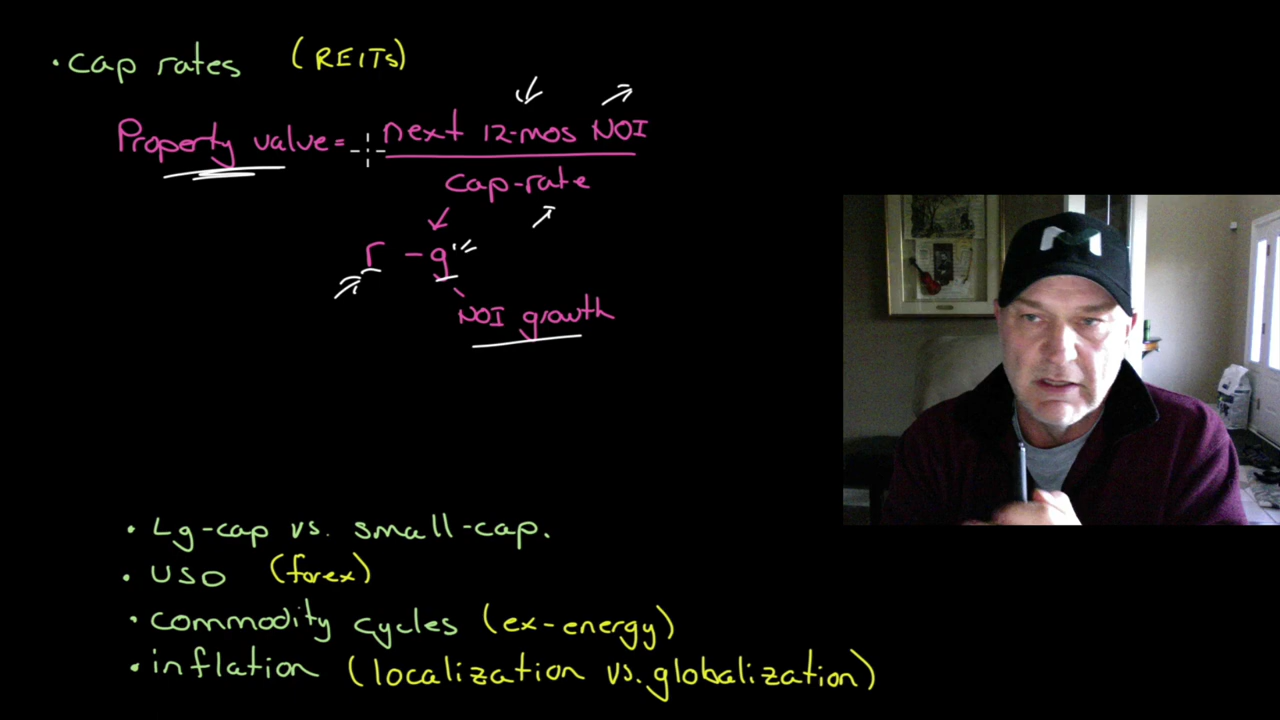 • cap rates (REITs)
Property value = next 12-mos NOI
cap-rate
r - g
NOI growth
• Lg-cap vs. small-cap.
• USD (forex)
• commodity cycles (ex-energy)
• inflation (localization vs. globalization)